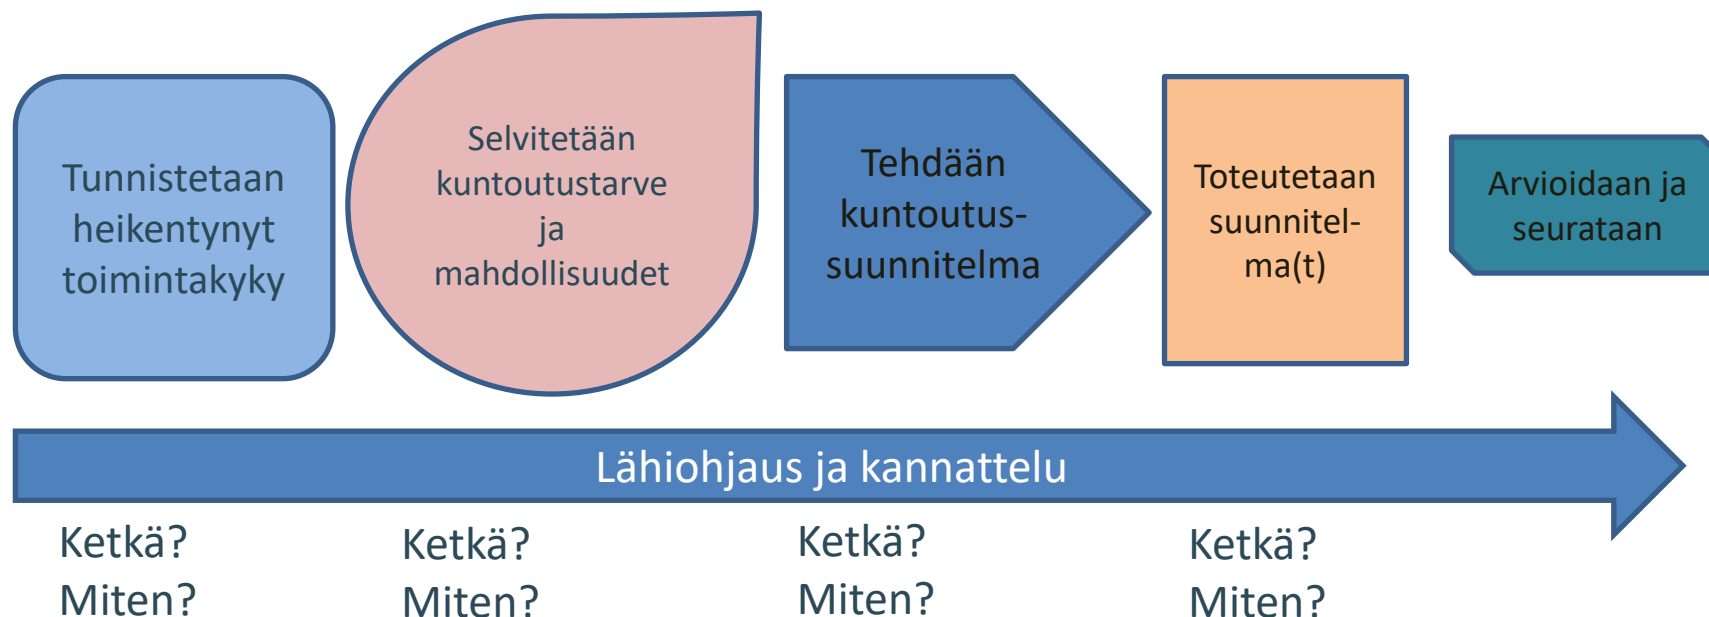 Tunnistetaan
heikentynyt
toimintakyky
Selvitetään
kuntoutustarve
ja
mahdollisuudet
Tehdään
kuntoutus-
suunnitelma
Toteutetaan
suunnitel-
ma(t)
Arvioidaan ja
seurataan
Lähiohjaus ja kannattelu
Ketkä?
Miten?
Ketkä?
Miten?
Ketkä?
Miten?
Ketkä?
Miten?